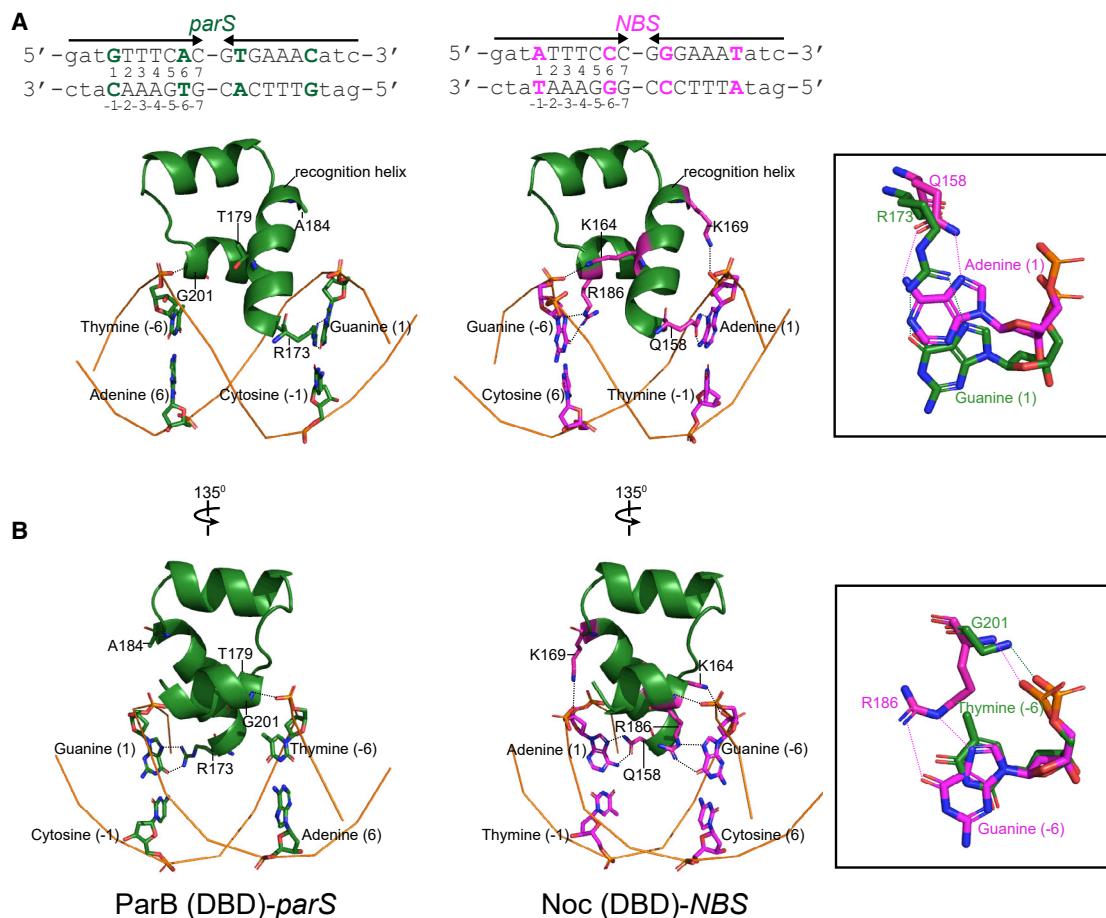 A
parS
5′-gatGTTTCAC-GTGAAACatc-3′
1 2 3 4 5 6 7
3′-ctaCAAAGTG-CACTTTGtag-5′
-1-2-3-4-5-6-7
NBS
5′-gatATTTCCC-GGGAAATatc-3′
1 2 3 4 5 6 7
3′-ctaTAAAGGG-CCCTTTAtag-5′
-1-2-3-4-5-6-7
recognition helix
T179
A184
G201
Thymine (-6)
Guanine (1)
R173
Adenine (6)
Cytosine (-1)
recognition helix
K164
K169
R186
Guanine (-6)
Q158
Adenine (1)
Cytosine (6)
Thymine (-1)
Q158
R173
Adenine (1)
Guanine (1)
135⁰
135⁰
B
A184
T179
G201
Guanine (1)
Thymine (-6)
R173
Cytosine (-1)
Adenine (6)
ParB (DBD)-parS
K169
K164
R186
Adenine (1)
Guanine (-6)
Q158
Thymine (-1)
Cytosine (6)
Noc (DBD)-NBS
G201
R186
Thymine (-6)
Guanine (-6)